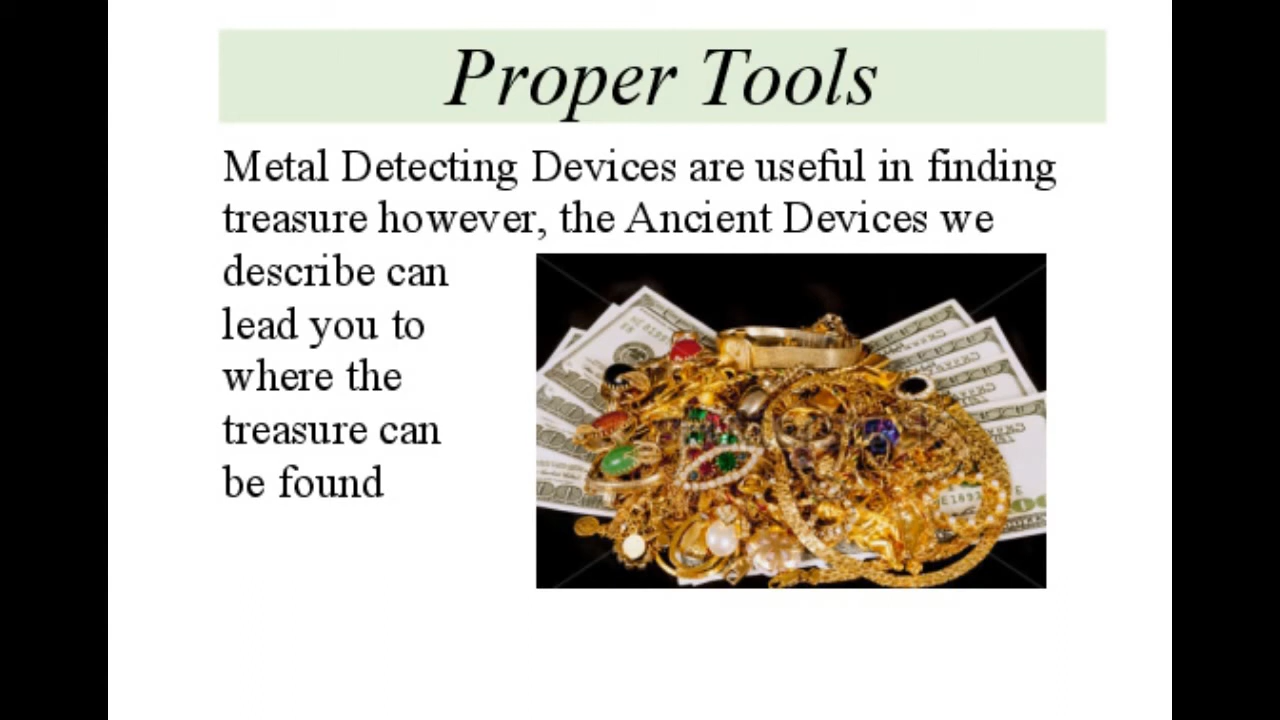 Proper Tools
Metal Detecting Devices are useful in finding
treasure however, the Ancient Devices we
describe can
lead you to
where the
treasure can
be found